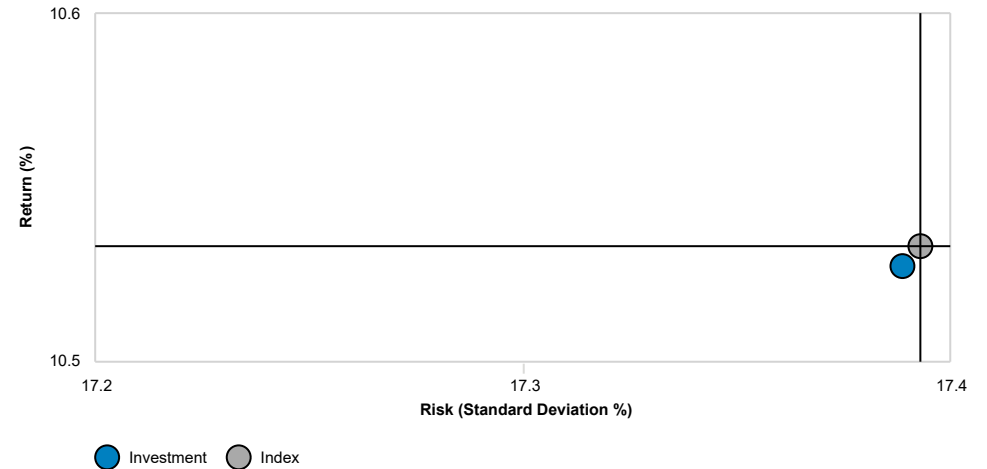 10.6
Return (%)
10.5
17.2 17.3 17.4
Risk (Standard Deviation %)
Investment Index